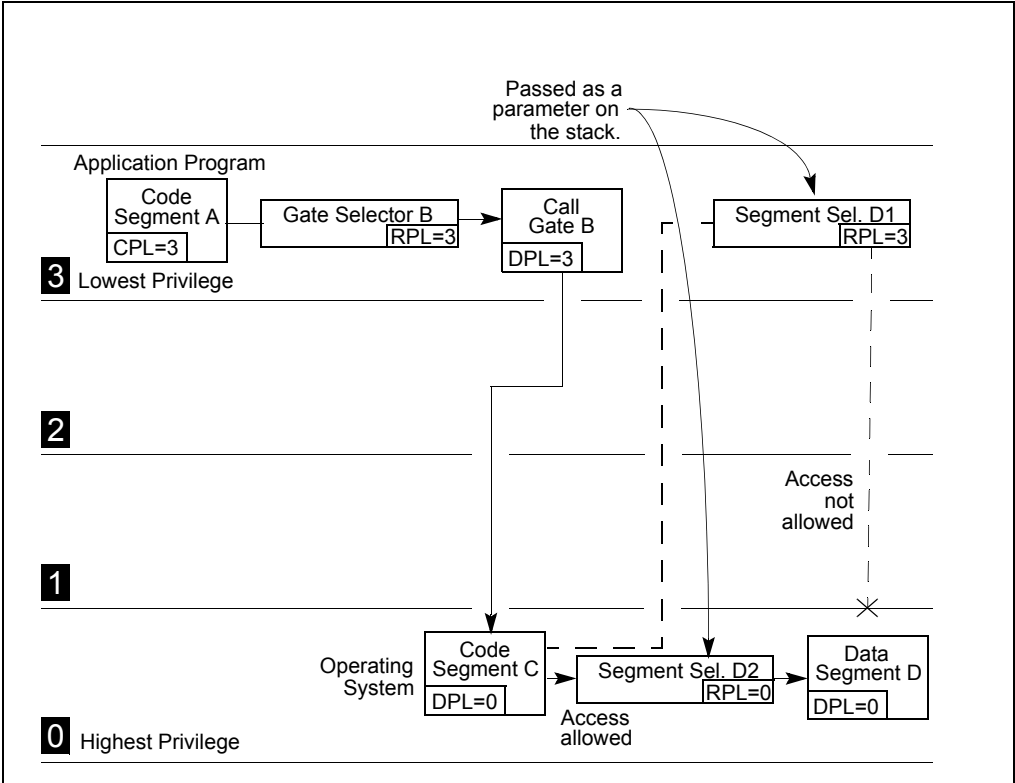 Passed as a
parameter on
the stack.
Application Program
Code
Segment A
CPL=3
Gate Selector B
RPL=3
Call
Gate B
DPL=3
Segment Sel. D1
RPL=3
3 Lowest Privilege
2
Access
not
allowed
1
Operating
System
Code
Segment C
DPL=0
Access
allowed
Segment Sel. D2
RPL=0
Data
Segment D
DPL=0
0 Highest Privilege